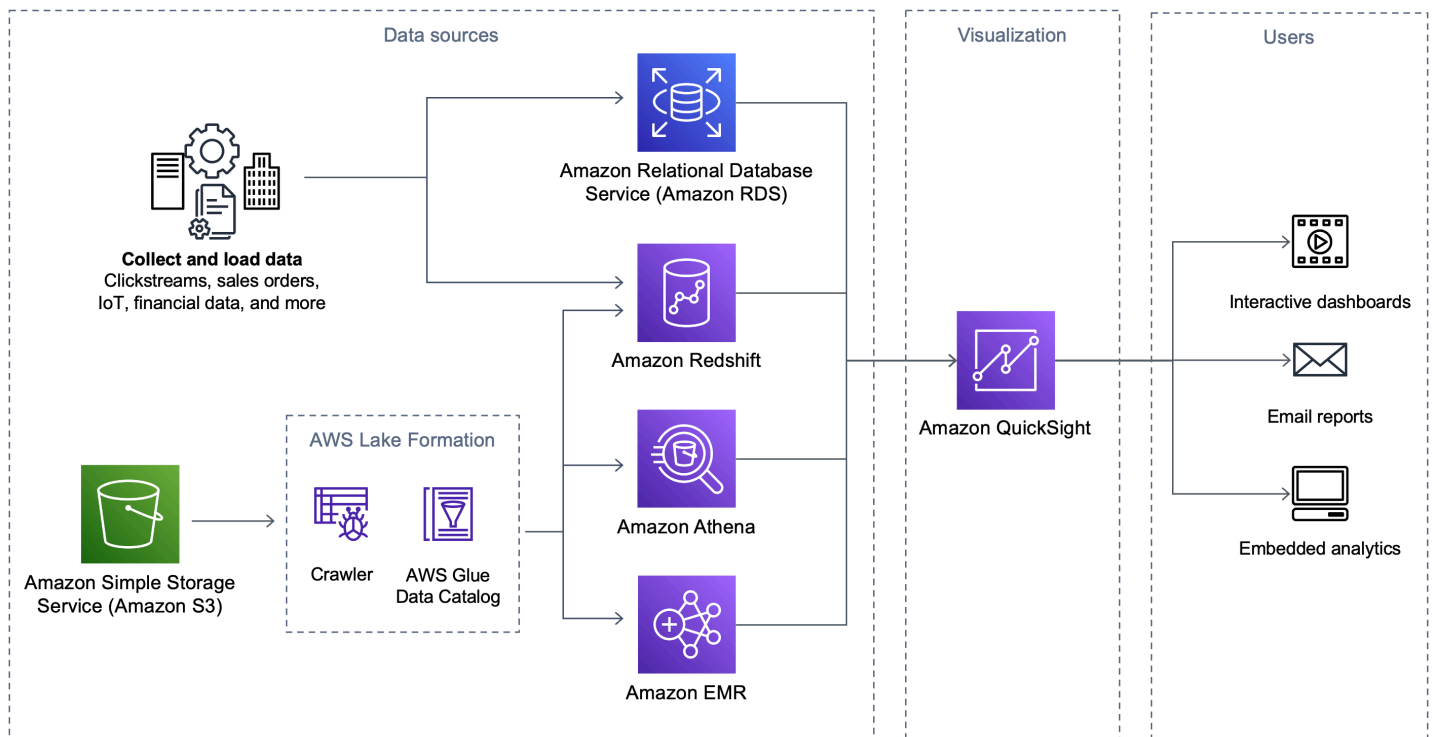 Data sources
Visualization
Users
Amazon Relational Database
Service (Amazon RDS)
Collect and load data
Clickstreams, sales orders,
IoT, financial data, and more
Amazon Redshift
Interactive dashboards
Amazon QuickSight
Email reports
AWS Lake Formation
Crawler
AWS Glue
Data Catalog
Amazon Athena
Embedded analytics
Amazon Simple Storage
Service (Amazon S3)
Amazon EMR